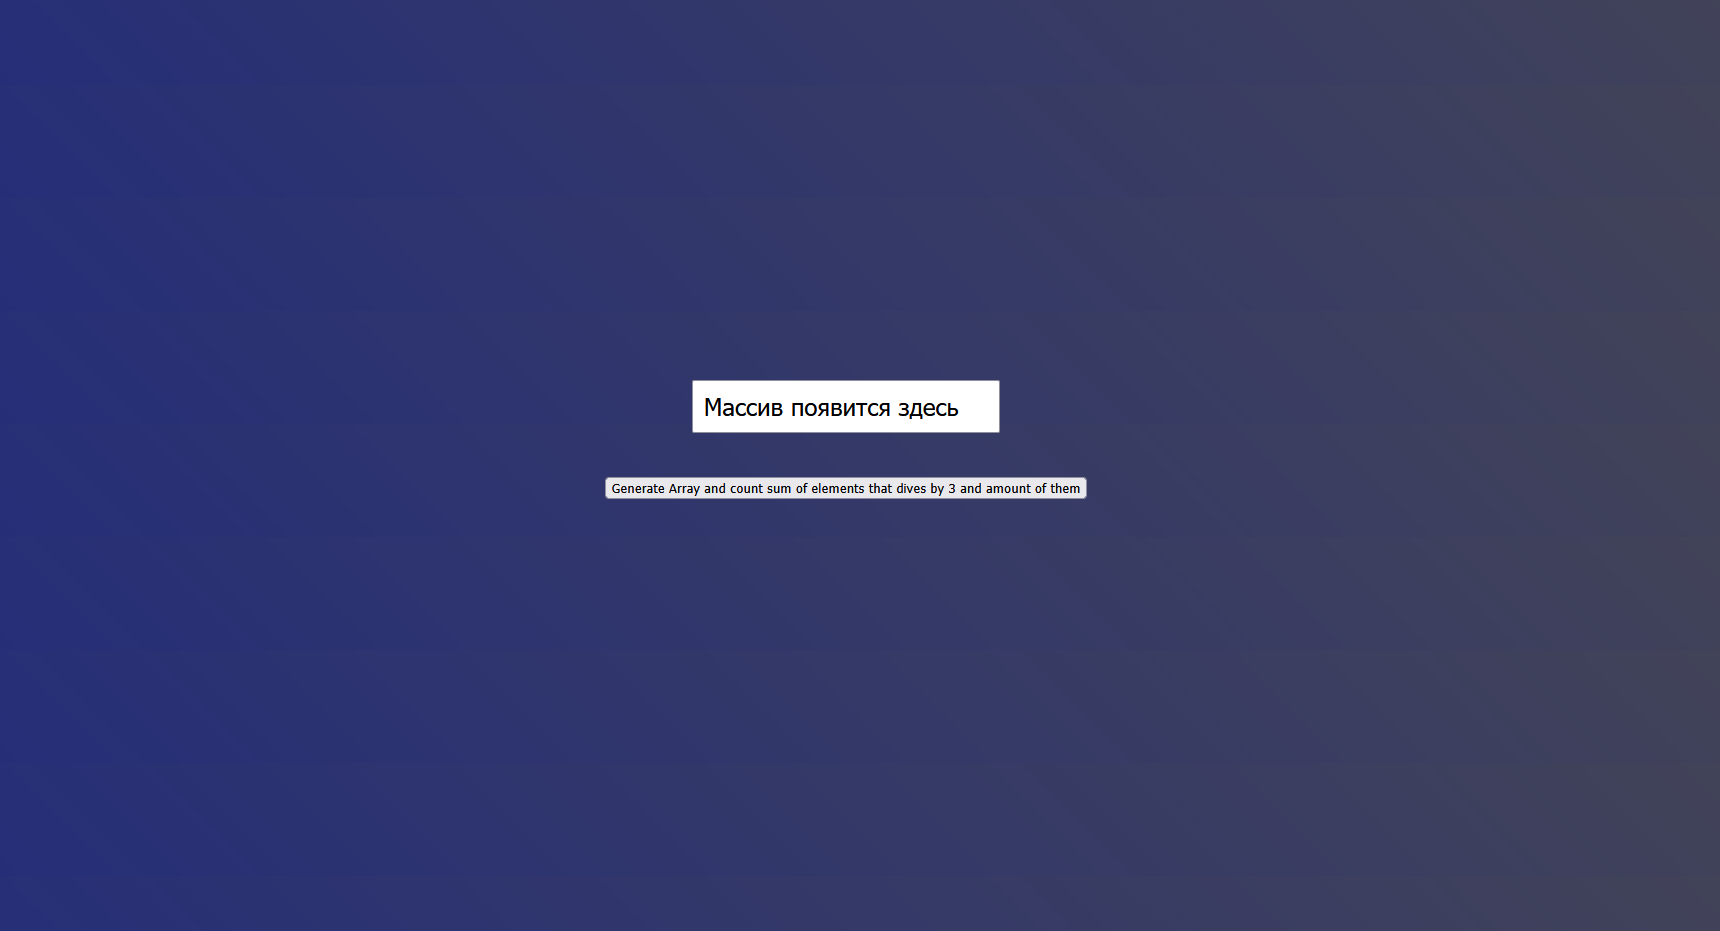 Массив появится здесь
Generate Array and count sum of elements that dives by 3 and amount of them